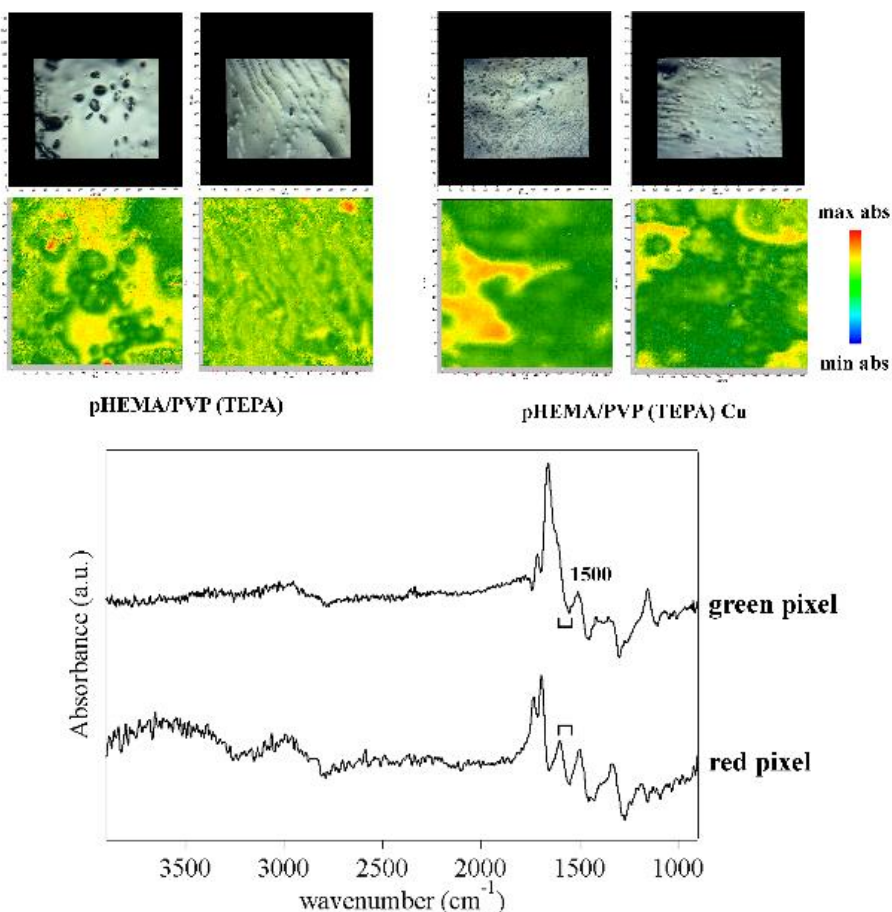 max abs
min abs
pHEMA/PVP (TEPA)
pHEMA/PVP (TEPA) Cu
1500
green pixel
red pixel
Absorbance (a.u.)
3500 3000 2500 2000 1500 1000
wavenumber (cm⁻¹)